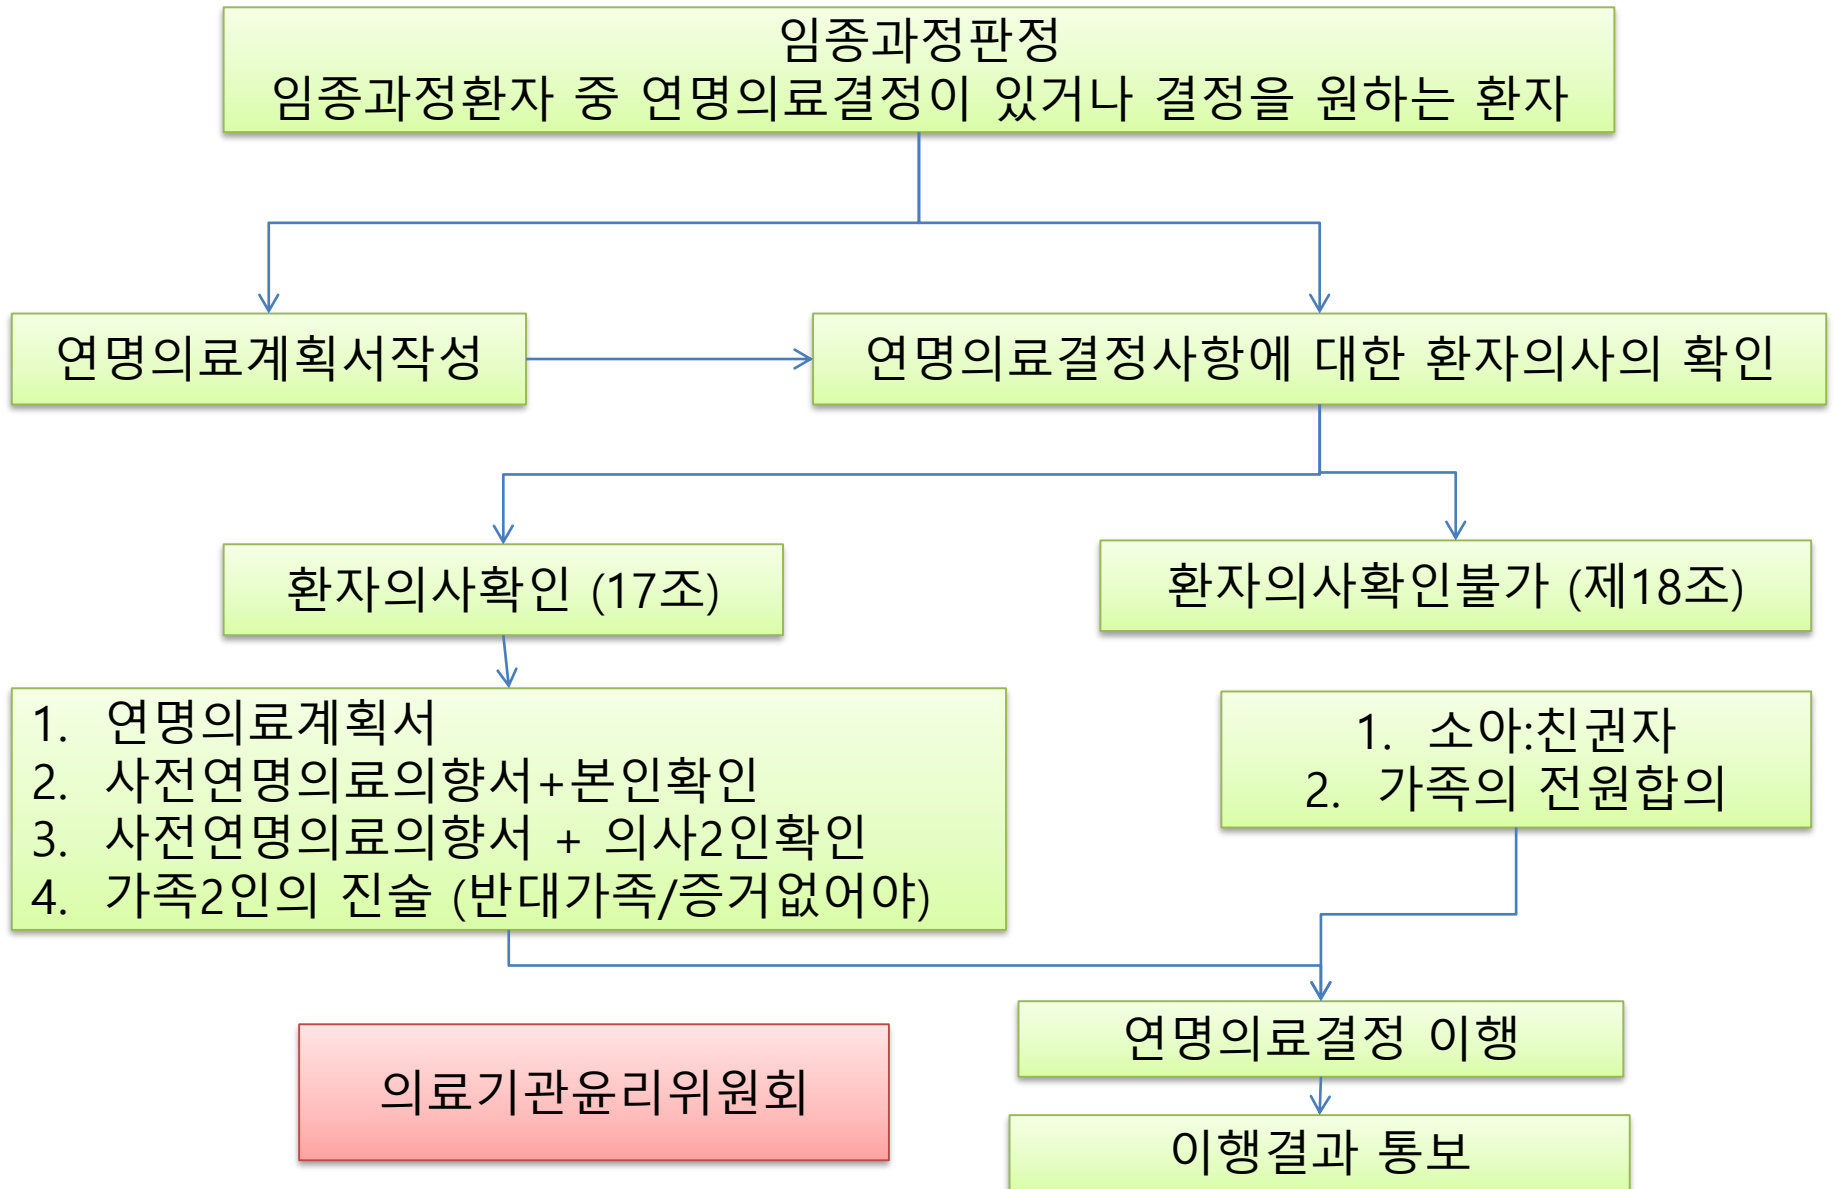 임종과정판정
임종과정환자 중 연명의료결정이 있거나 결정을 원하는 환자
연명의료계획서작성
연명의료결정사항에 대한 환자의사의 확인
환자의사확인 (17조)
환자의사확인불가 (제18조)
1. 연명의료계획서
2. 사전연명의료의향서+본인확인
3. 사전연명의료의향서 + 의사2인확인
4. 가족2인의 진술 (반대가족/증거없어야)
1. 소아:친권자
2. 가족의 전원합의
연명의료결정 이행
의료기관윤리위원회
이행결과 통보